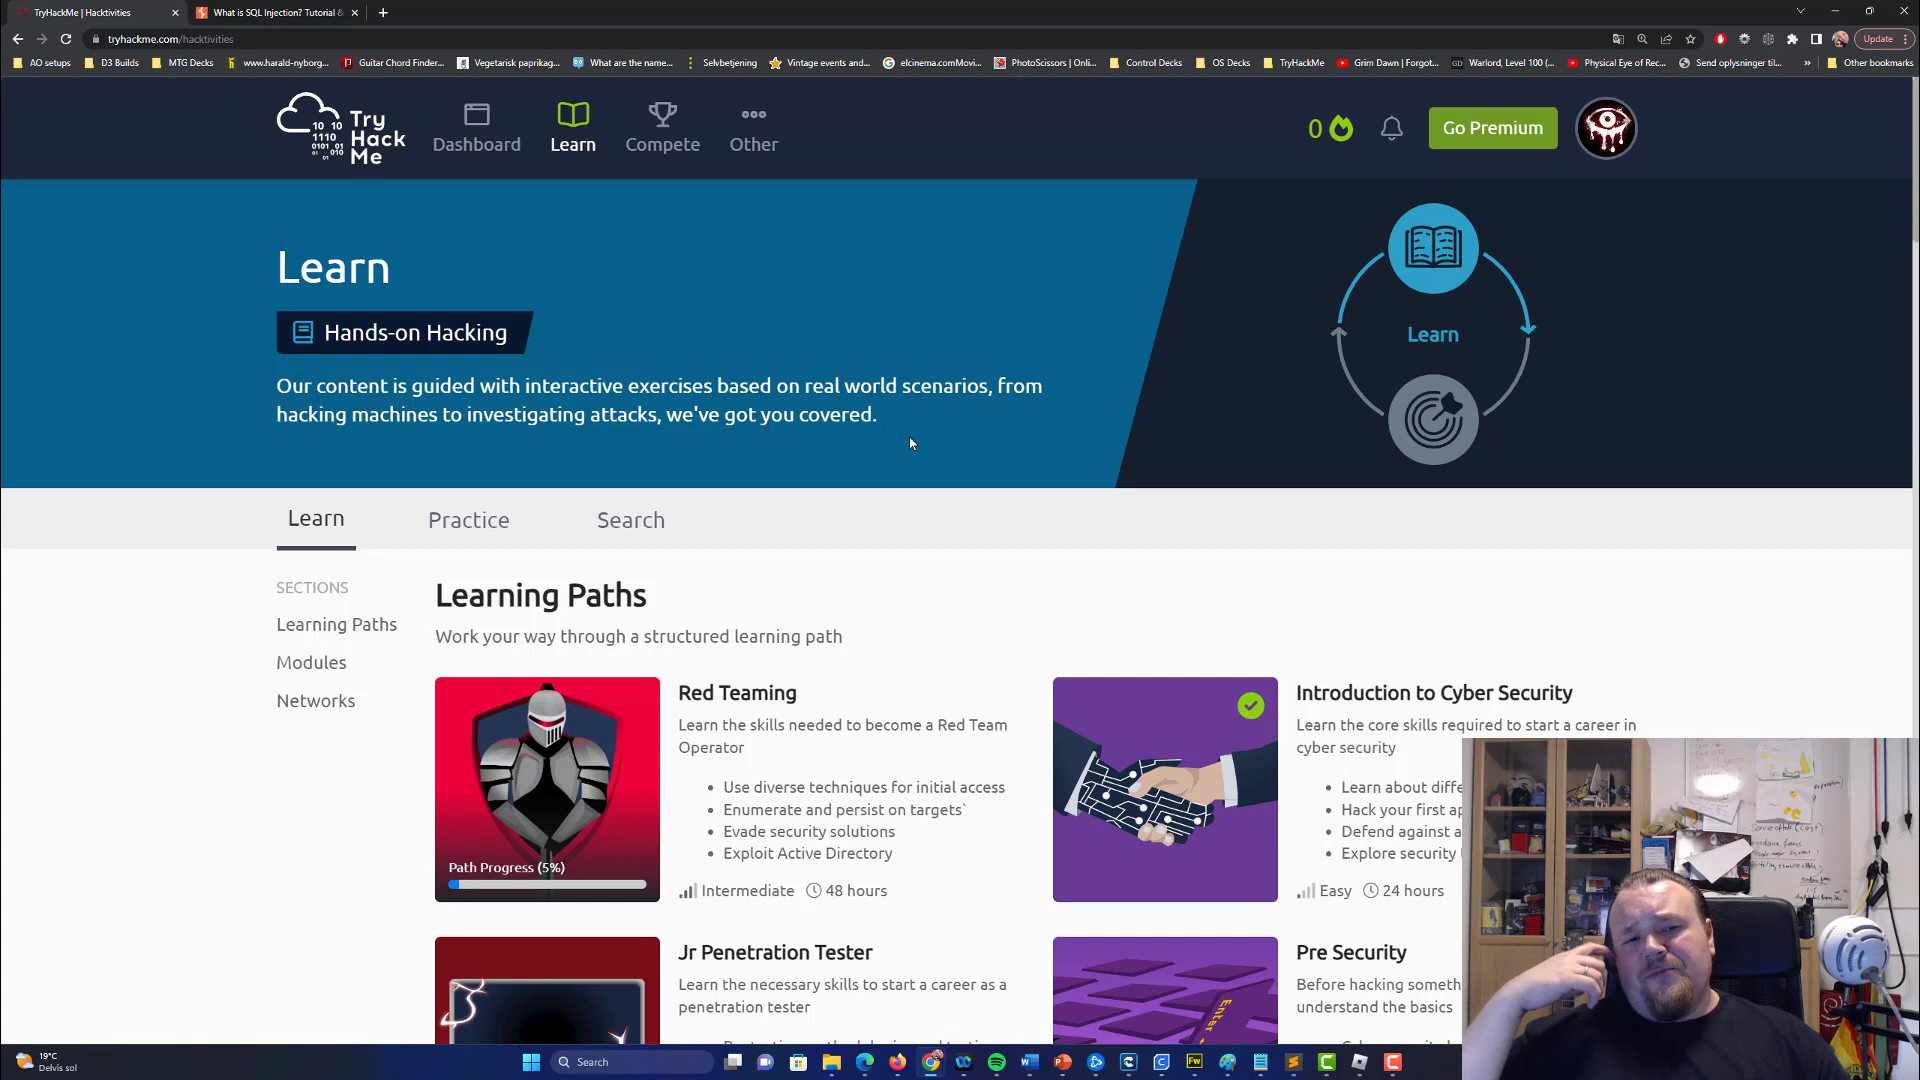 TryHackMe | Hacktivities
What is SQL Injection? Tutorial &
tryhackme.com/hacktivities
Update
AO setups
D3 Builds
MTG Decks
www.harald-nyborg...
Guitar Chord Finder...
Vegetarisk paprikag...
What are the name...
Selvbetjening
Vintage events and...
elcinema.comMovi...
PhotoScissors | Onli...
Control Decks
OS Decks
TryHackMe
Grim Dawn | Forgot...
Warlord, Level 100 (...
Physical Eye of Rec...
Send oplysninger til...
Other bookmarks
Try
Hack
Me
Dashboard
Learn
Compete
Other
0
Go Premium
Learn
Hands-on Hacking
Our content is guided with interactive exercises based on real world scenarios, from
hacking machines to investigating attacks, we've got you covered.
Learn
Learn
Practice
Search
SECTIONS
Learning Paths
Modules
Networks
Learning Paths
Work your way through a structured learning path
Red Teaming
Learn the skills needed to become a Red Team
Operator
Use diverse techniques for initial access
Enumerate and persist on targets`
Evade security solutions
Exploit Active Directory
Intermediate
48 hours
Path Progress (5%)
Introduction to Cyber Security
Learn the core skills required to start a career in
cyber security
Learn about diffe
Hack your first ap
Defend against a
Explore security
Easy
24 hours
Jr Penetration Tester
Learn the necessary skills to start a career as a
penetration tester
Pre Security
Before hacking someth
understand the basics
Enter
19°C
Delvis sol
Search